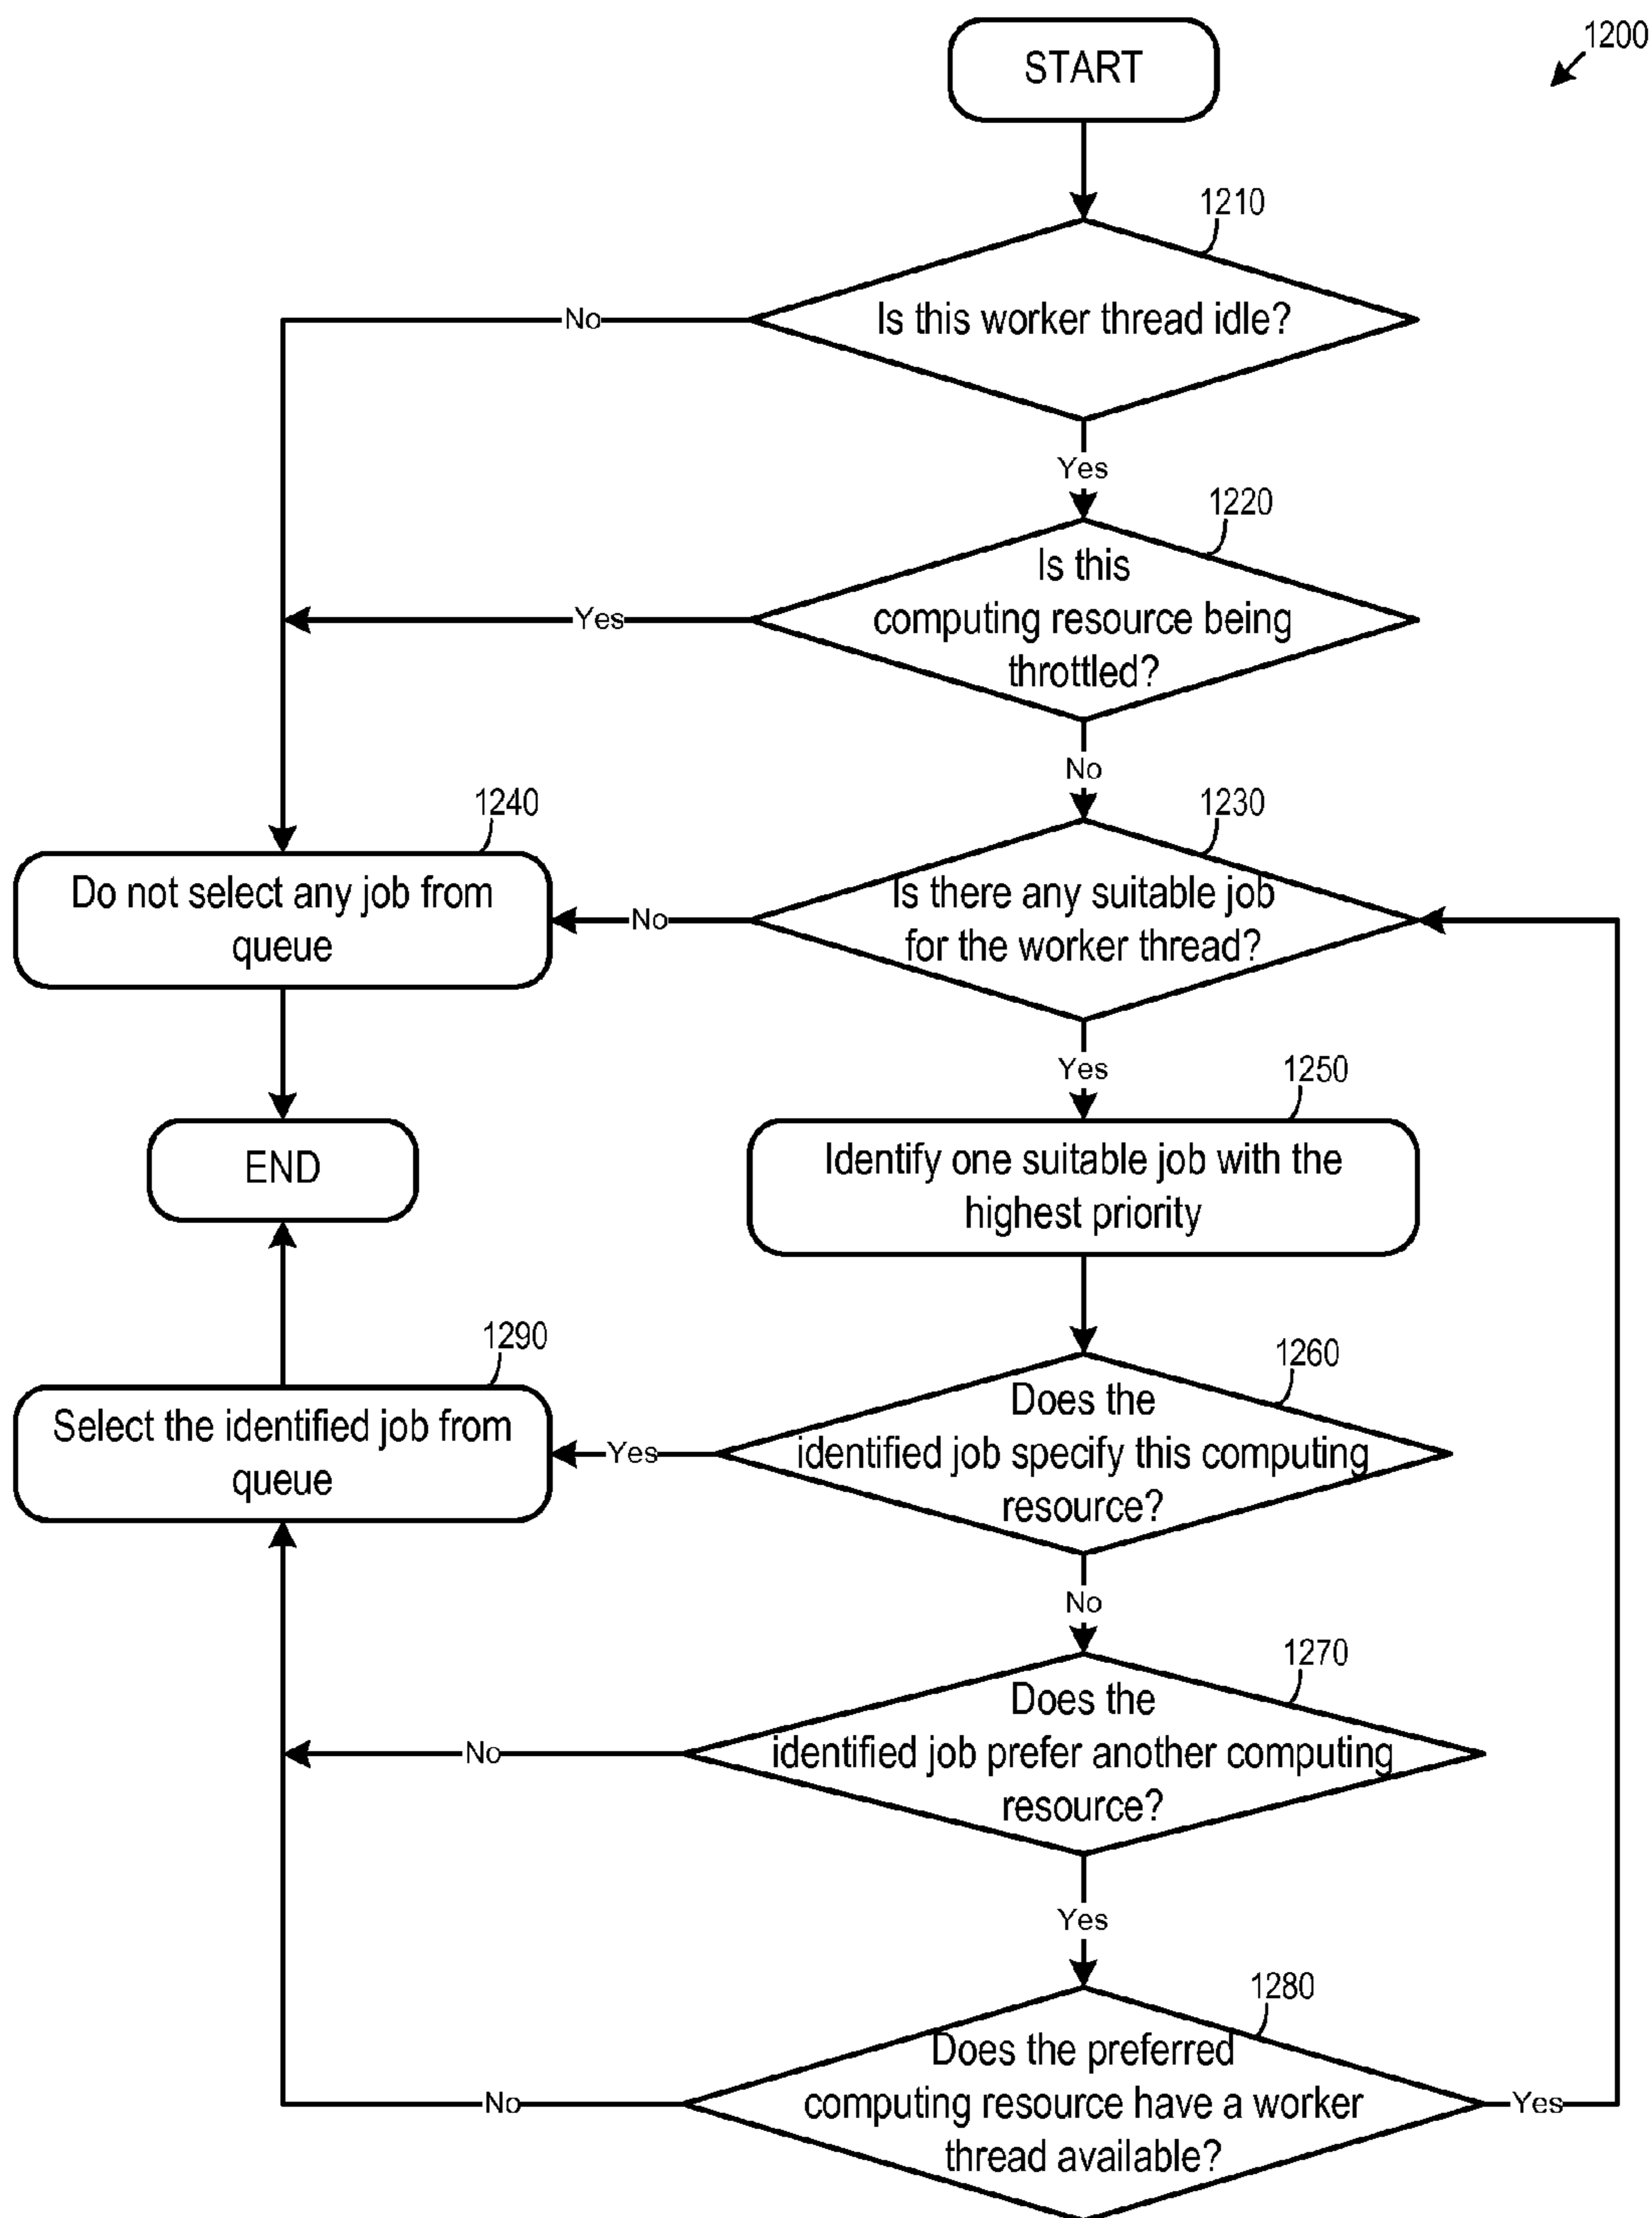 1200
START
1210
Is this worker thread idle?
No
Yes
1220
Is this
computing resource being
throttled?
Yes
No
1230
Is there any suitable job
for the worker thread?
No
1240
Do not select any job from
queue
Yes
1250
Identify one suitable job with the
highest priority
END
1260
Does the
identified job specify this computing
resource?
Yes
1290
Select the identified job from
queue
No
1270
Does the
identified job prefer another computing
resource?
No
Yes
1280
Does the preferred
computing resource have a worker
thread available?
No
Yes